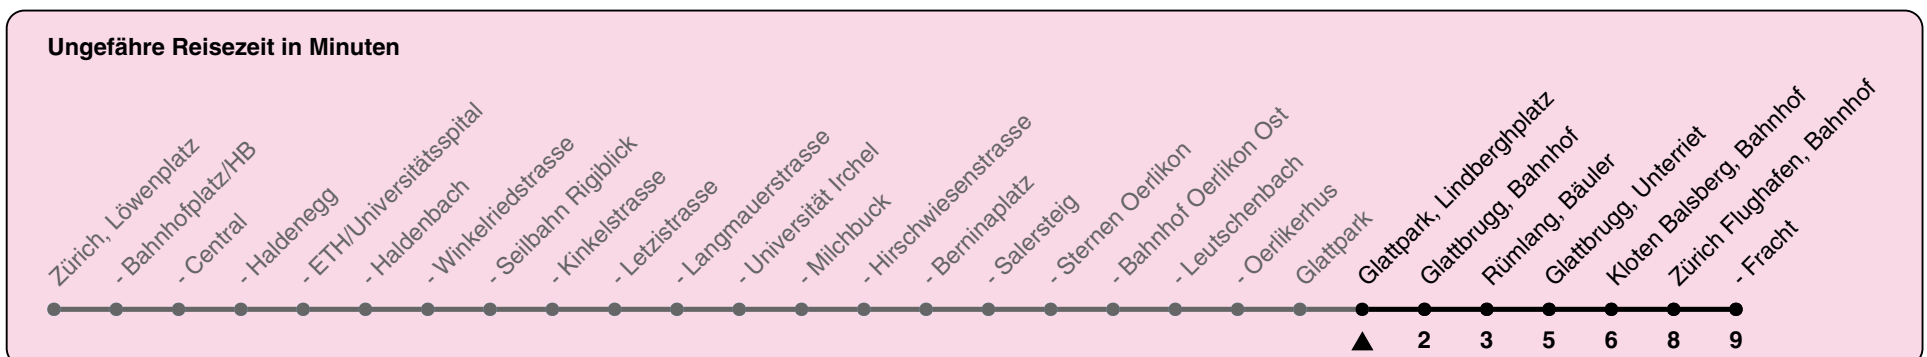 Ungefähre Reisezeit in Minuten
Zürich, Löwenplatz
- Bahnhofplatz/HB
- Central
- Haldenegg
- ETH/Universitätsspital
- Haldenbach
- Winkelriedstrasse
- Seilbahn Rigiblick
- Kinkelstrasse
- Letzistrasse
- Langmauerstrasse
- Universität Irchel
- Milchbuck
- Hirschwiesenstrasse
- Berninaplatz
- Salersteig
- Sternen Oerlikon
- Bahnhof Oerlikon Ost
- Leutschenbach
- Oerlikerhus
Glattpark
Glattpark, Lindberghplatz
Glattbrugg, Bahnhof
Rümlang, Bäuler
Glattbrugg, Unterriet
Kloten Balsberg, Bahnhof
Zürich Flughafen, Bahnhof
- Fracht
2 3 5 6 8 9